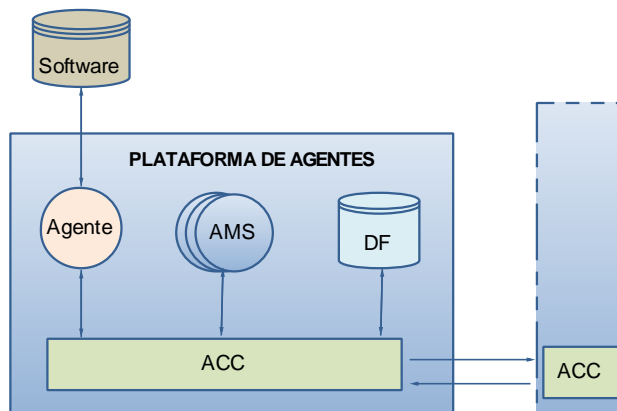 Software
PLATAFORMA DE AGENTES
Agente
AMS
DF
ACC
ACC